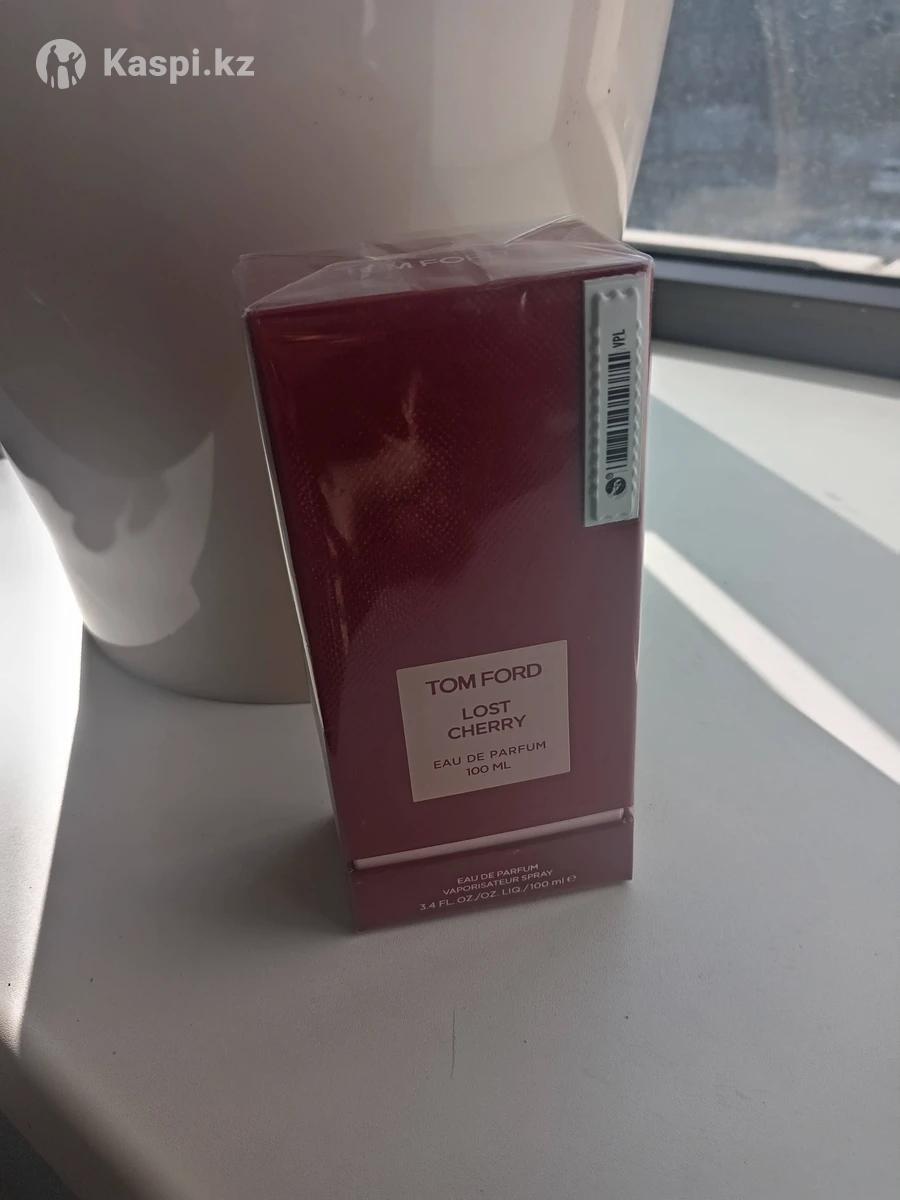 Kaspi.kz
TOM FORD
VPL
TOM FORD
LOST
CHERRY
EAU DE PARFUM
100 ML
EAU DE PARFUM
VAPORISATEUR SPRAY
3.4 FL. OZ./OZ. LIQ./100 ml e